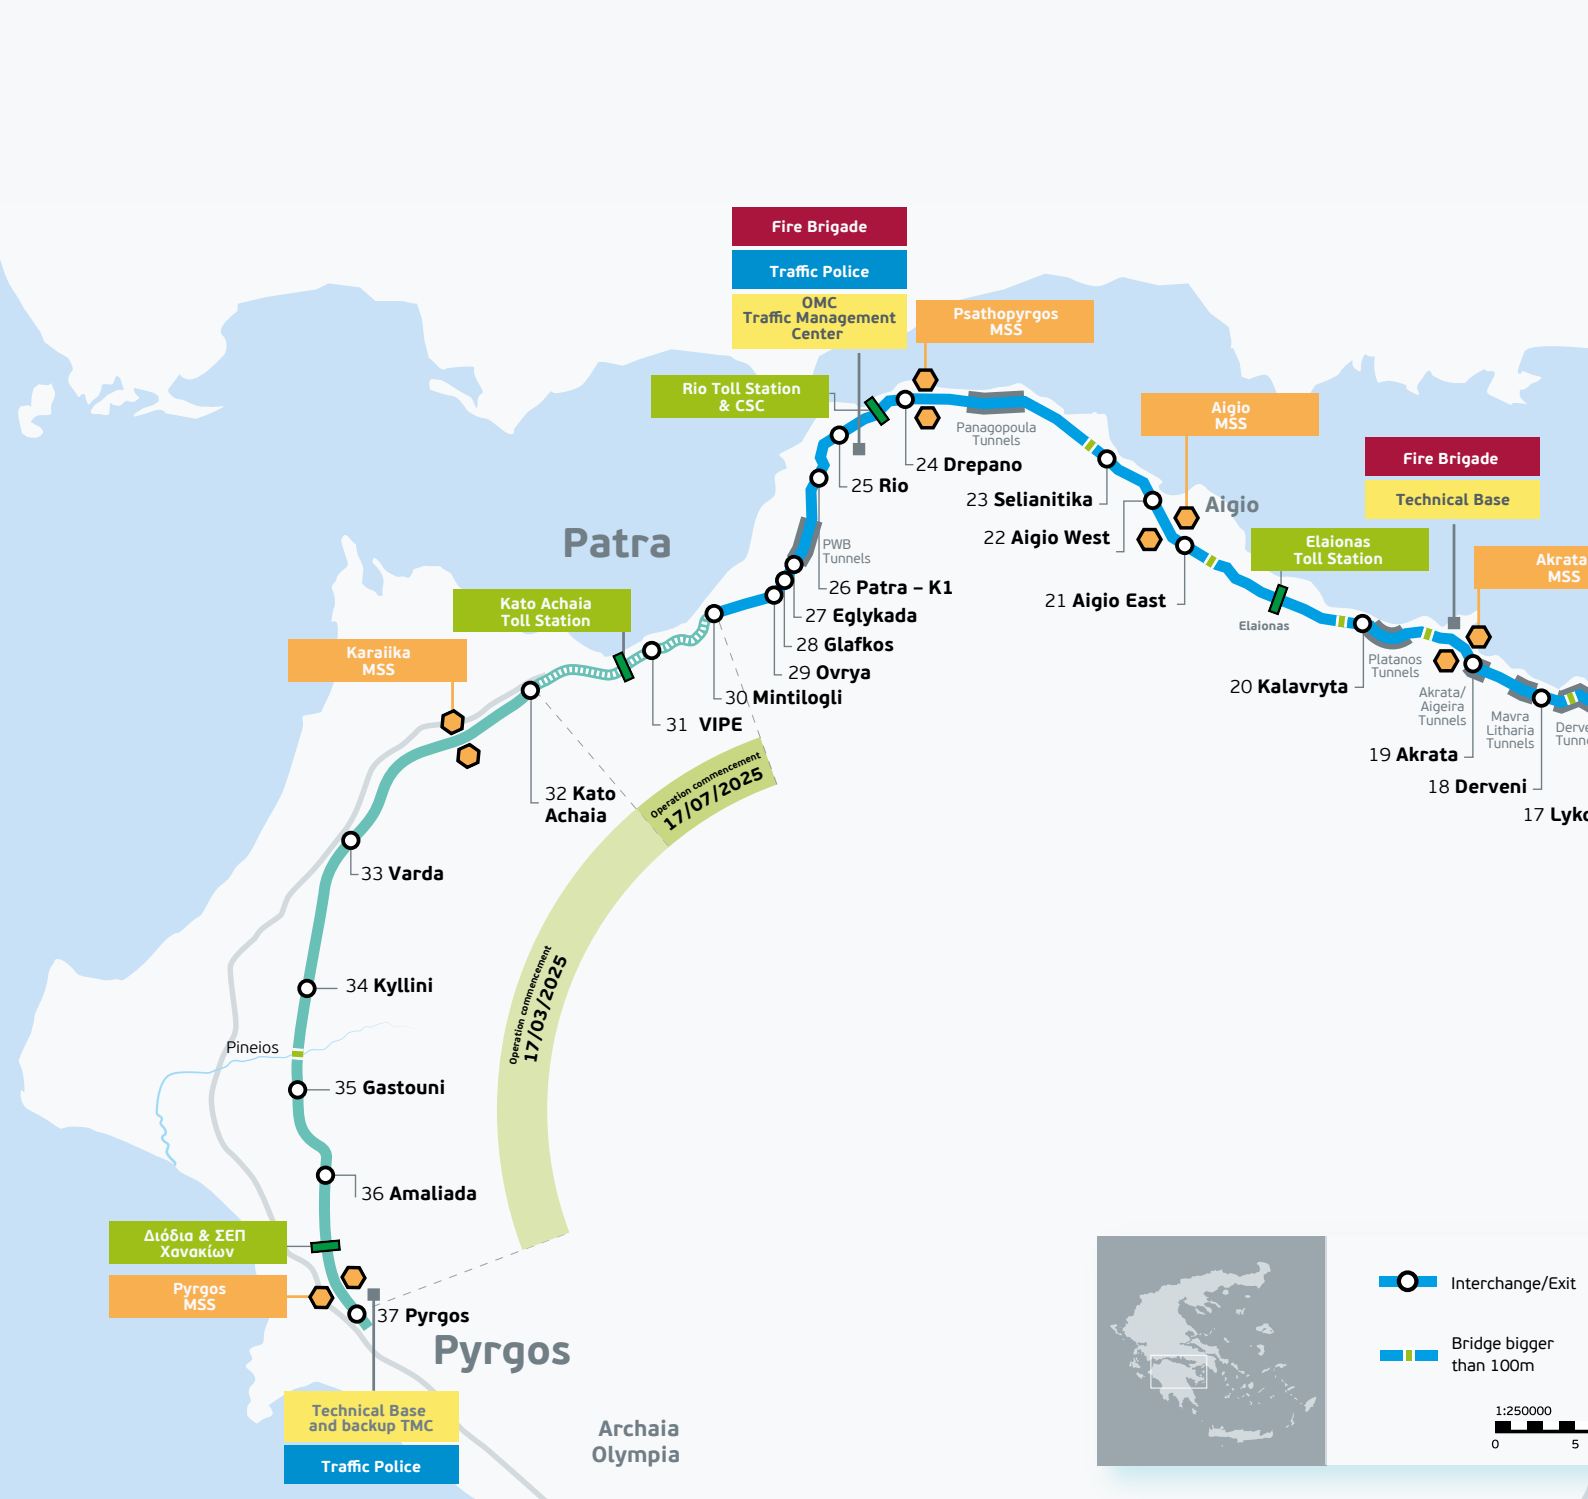 Fire Brigade
Traffic Police
OMC
Traffic Management
Center
Psathopyrgos
MSS
Rio Toll Station
& CSC
Panagopoula
Tunnels
Aigio
MSS
24 Drepano
25 Rio
23 Selianitika
22 Aigio West
Aigio
21 Aigio East
Fire Brigade
Technical Base
Elaionas
Toll Station
Akrata
MSS
Elaionas
Patra
PWB
Tunnels
26 Patra – K1
27 Eglykada
28 Glafkos
29 Ovrya
30 Mintilogli
31 VIPE
Kato Achaia
Toll Station
Karaiika
MSS
Platanos
Tunnels
20 Kalavryta
Akrata/
Aigeira
Tunnels
Mavra
Litharia
Tunnels
Derve
Tunn
19 Akrata
18 Derveni
17 Lyk
32 Kato
Achaia
Operation commencement
17/07/2025
33 Varda
Operation commencement
17/03/2025
34 Kyllini
Pineios
35 Gastouni
36 Amaliada
Διόδια & ΣΕΠ
Χανακίων
Pyrgos
MSS
37 Pyrgos
Pyrgos
Technical Base
and backup TMC
Traffic Police
Archaia
Olympia
Interchange/Exit
Bridge bigger
than 100m
1:250000
0 5